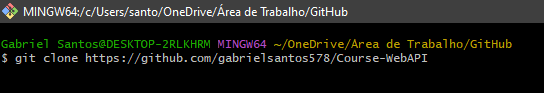 MINGW64:/c/Users/santo/OneDrive/Área de Trabalho/GitHub
Gabriel Santos@DESKTOP-2RLKHRM MINGW64 ~/OneDrive/Área de Trabalho/GitHub
$ git clone https://github.com/gabrielsantos578/Course-WebAPI